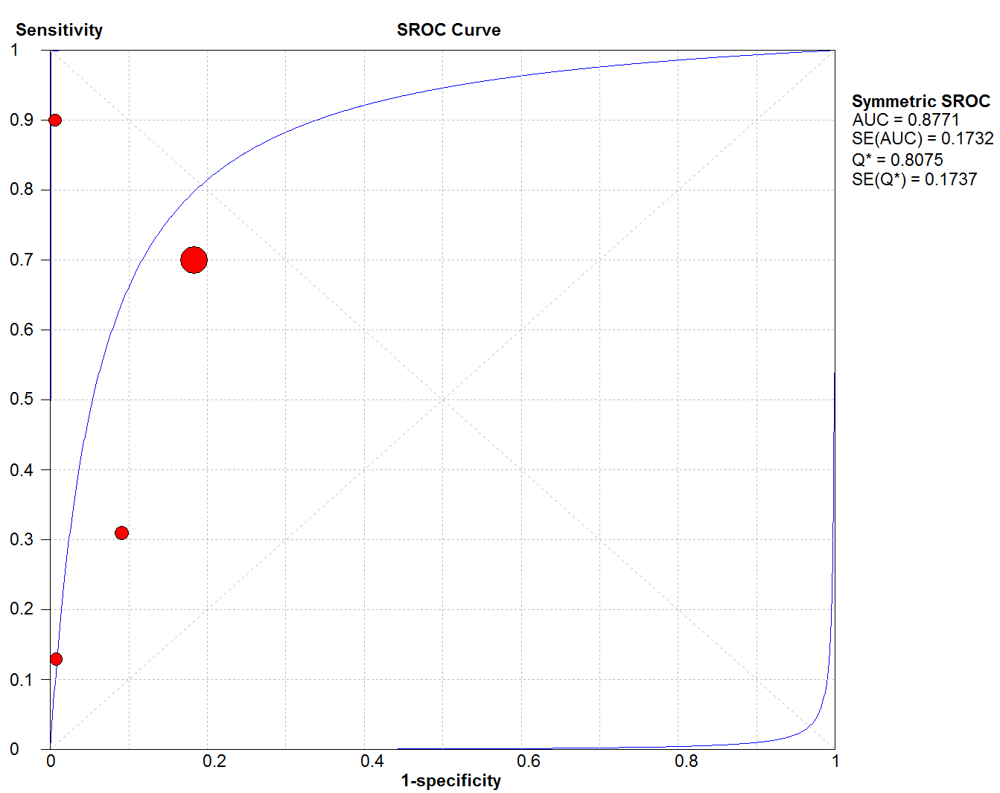 Sensitivity
SROC Curve
1
0.9
0.8
0.7
0.6
0.5
0.4
0.3
0.2
0.1
0
0 0.2 0.4 0.6 0.8 1
1-specificity
Symmetric SROC
AUC = 0.8771
SE(AUC) = 0.1732
Q* = 0.8075
SE(Q*) = 0.1737